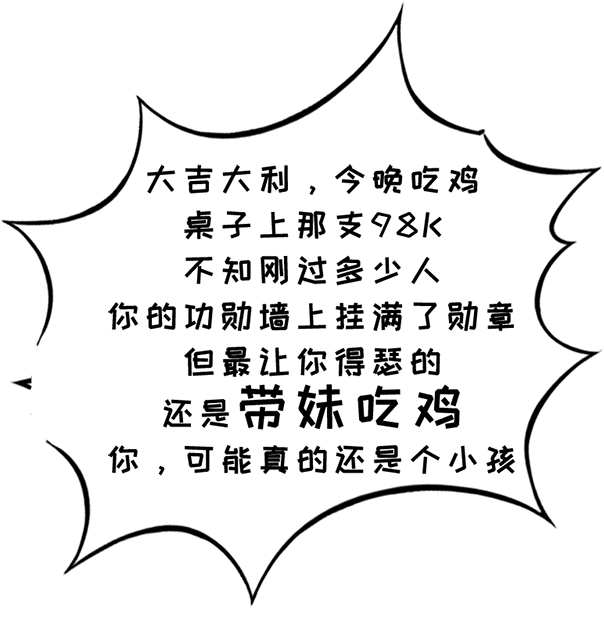 大吉大利，今晚吃鸡
桌子上那支98K
不知刚过多少人
你的功勋墙上挂满了勋章
但最让你得瑟的
还是带妹吃鸡
你，可能真的还是个小孩